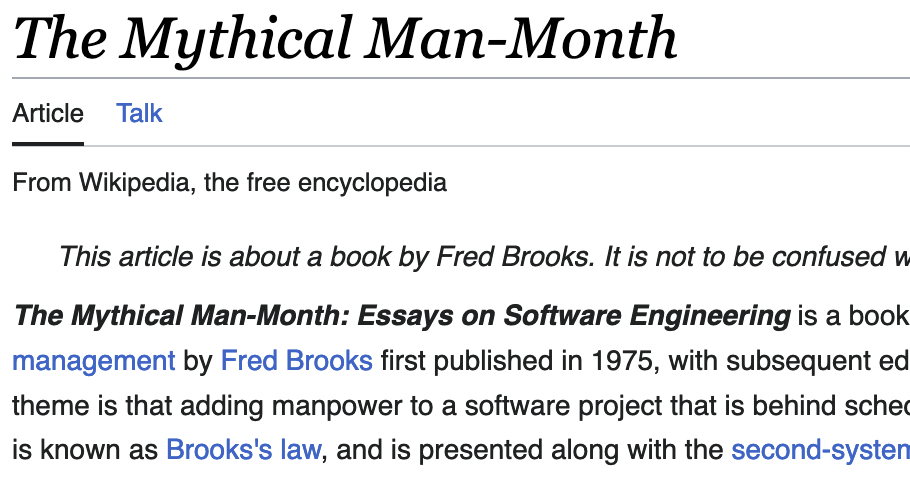 The Mythical Man-Month
Article Talk
From Wikipedia, the free encyclopedia
This article is about a book by Fred Brooks. It is not to be confused
The Mythical Man-Month: Essays on Software Engineering is a book
management by Fred Brooks first published in 1975, with subsequent
theme is that adding manpower to a software project that is behind
is known as Brooks's law, and is presented along with the second-system